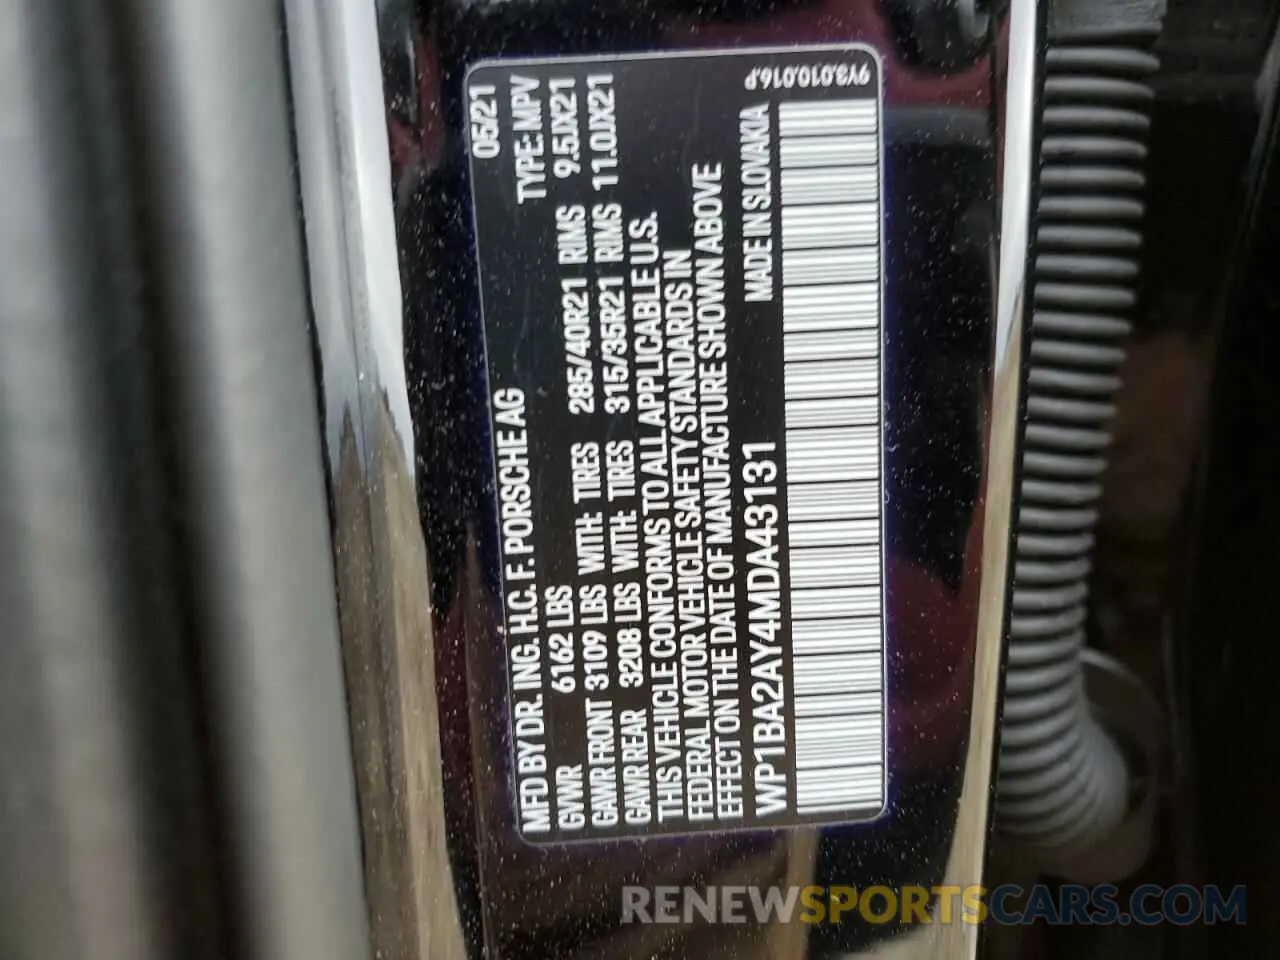 MFD BY DR. ING. H.C. F. PORSCHE AG 05/21
GVWR 6162 LBS TYPE: MPV
GAWR FRONT 3109 LBS WITH: TIRES 285/40R21 RIMS 9.5JX21
GAWR REAR 3208 LBS WITH: TIRES 315/35R21 RIMS 11.0JX21
THIS VEHICLE CONFORMS TO ALL APPLICABLE U.S.
FEDERAL MOTOR VEHICLE SAFETY STANDARDS IN
EFFECT ON THE DATE OF MANUFACTURE SHOWN ABOVE
WP1BA2AY4MDA43131 MADE IN SLOVAKIA
9Y3.010.016.P
RENEWSPORTSCARS.COM